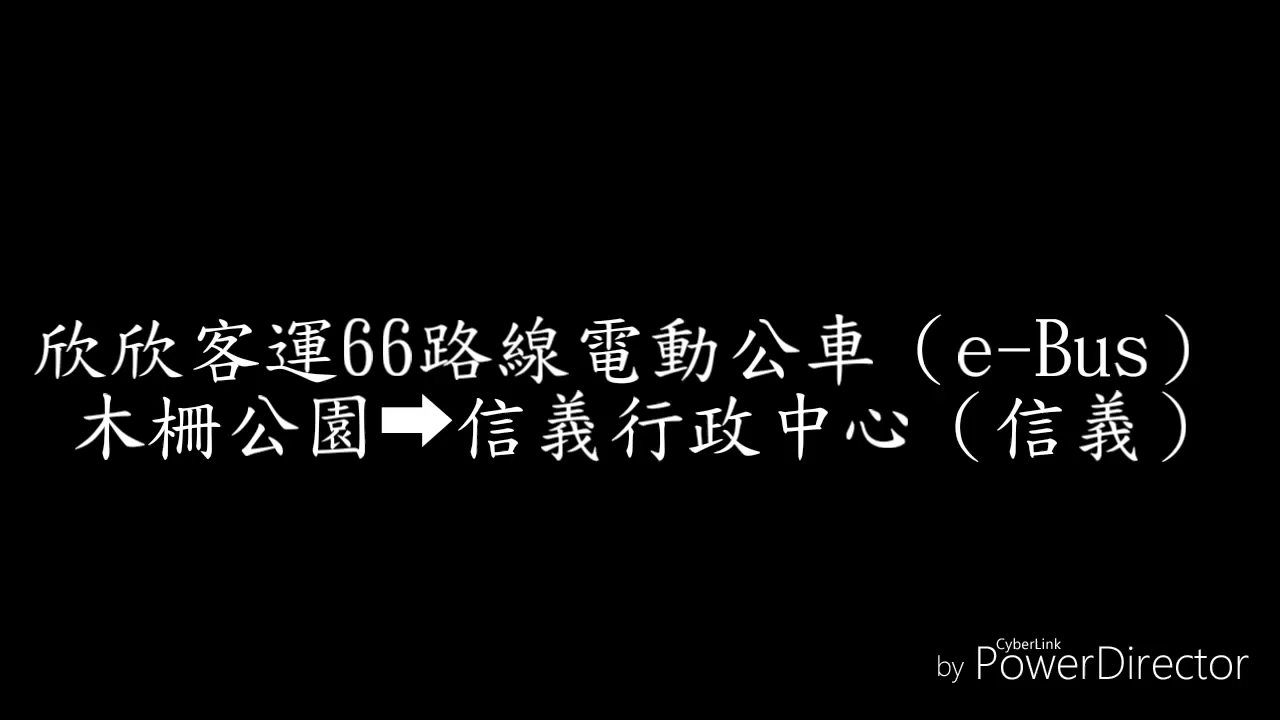 欣欣客運66路線電動公車（e-Bus）
木柵公園➡信義行政中心（信義）
CyberLink
by PowerDirector